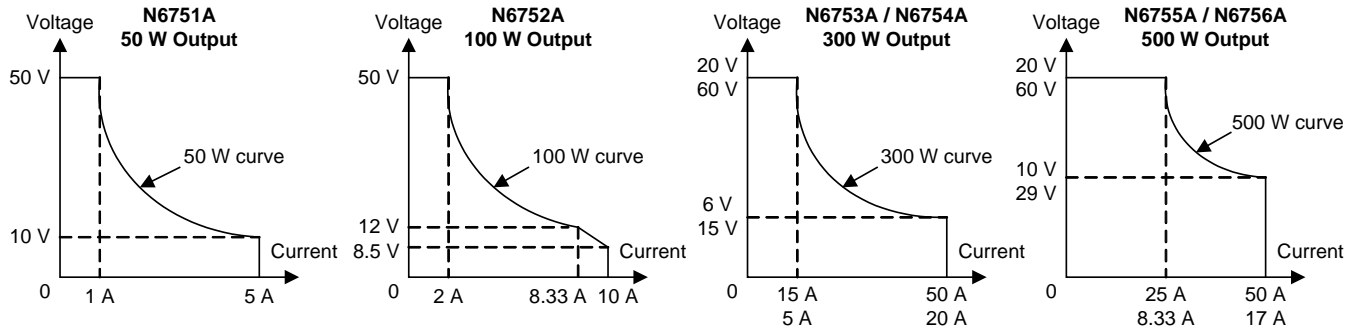 Voltage
N6751A
50 W Output
50 V
50 W curve
10 V
Current
0
1 A
5 A
Voltage
N6752A
100 W Output
50 V
100 W curve
12 V
8.5 V
Current
0
2 A
8.33 A
10 A
Voltage
N6753A / N6754A
300 W Output
20 V
60 V
300 W curve
6 V
15 V
Current
0
15 A
5 A
50 A
20 A
Voltage
N6755A / N6756A
500 W Output
20 V
60 V
500 W curve
10 V
29 V
Current
0
25 A
8.33 A
50 A
17 A